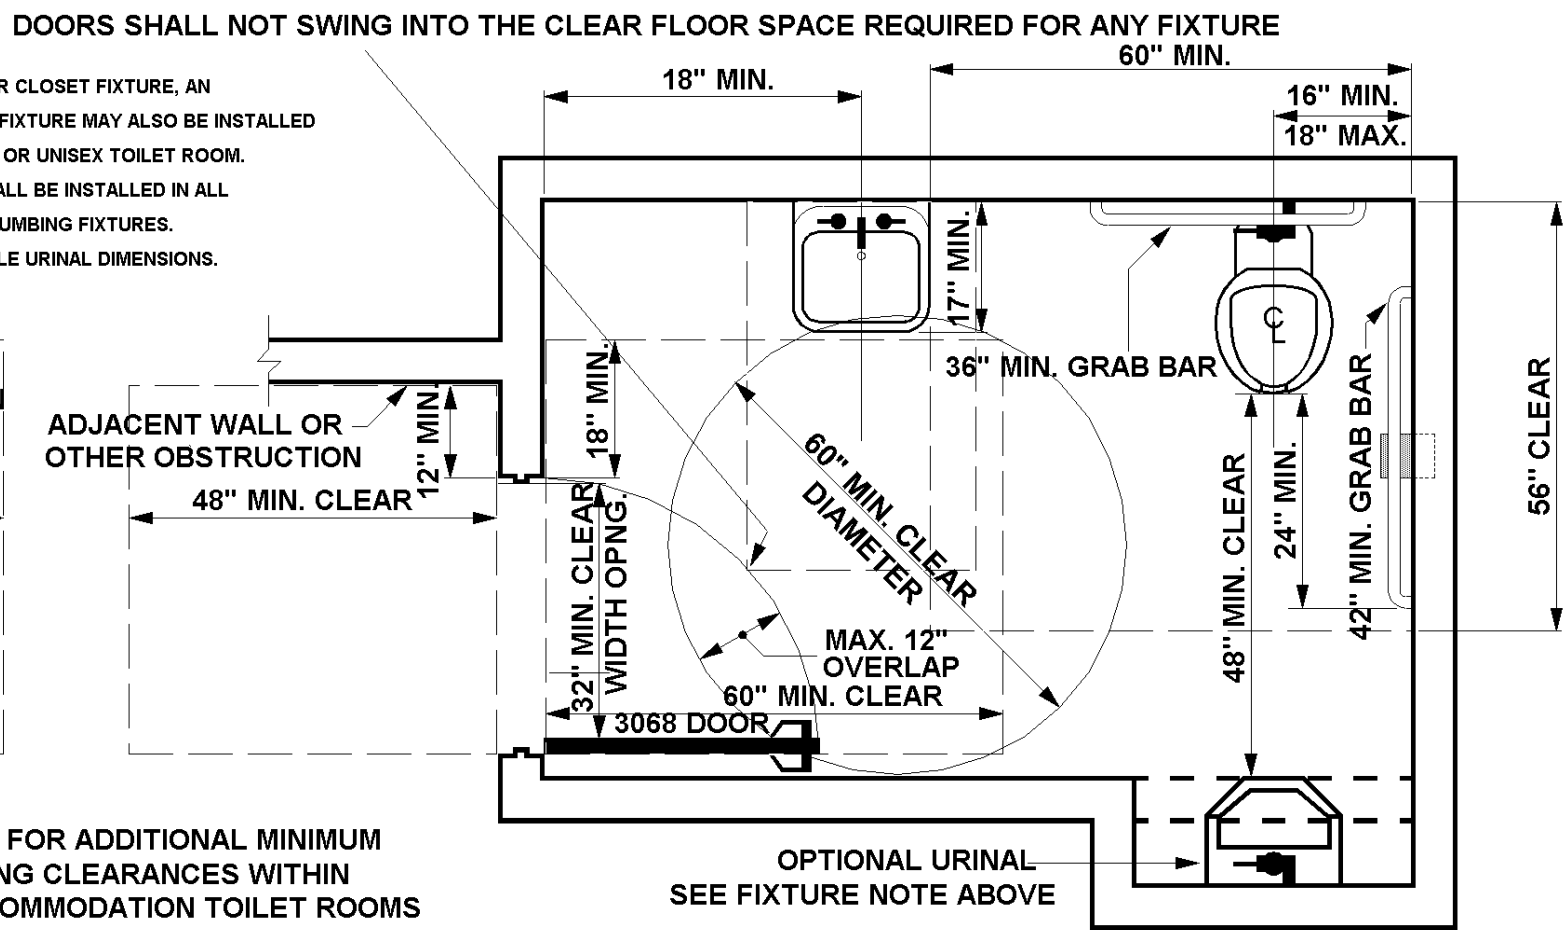 DOORS SHALL NOT SWING INTO THE CLEAR FLOOR SPACE REQUIRED FOR ANY FIXTURE
18" MIN.
60" MIN.
16" MIN.
18" MAX.
R CLOSET FIXTURE, AN
FIXTURE MAY ALSO BE INSTALLED
OR UNISEX TOILET ROOM.
ALL BE INSTALLED IN ALL
UMBING FIXTURES.
LE URINAL DIMENSIONS.
17" MIN.
36" MIN. GRAB BAR
CL
42" MIN. GRAB BAR
56" CLEAR
N
ADJACENT WALL OR
OTHER OBSTRUCTION
12" MIN.
18" MIN.
48" MIN. CLEAR
32" MIN. CLEAR
WIDTH OPNG.
60" MIN. CLEAR
DIAMETER
48" MIN. CLEAR
24" MIN.
MAX. 12"
OVERLAP
60" MIN. CLEAR
3068 DOOR
FOR ADDITIONAL MINIMUM
NG CLEARANCES WITHIN
OMMODATION TOILET ROOMS
OPTIONAL URINAL
SEE FIXTURE NOTE ABOVE